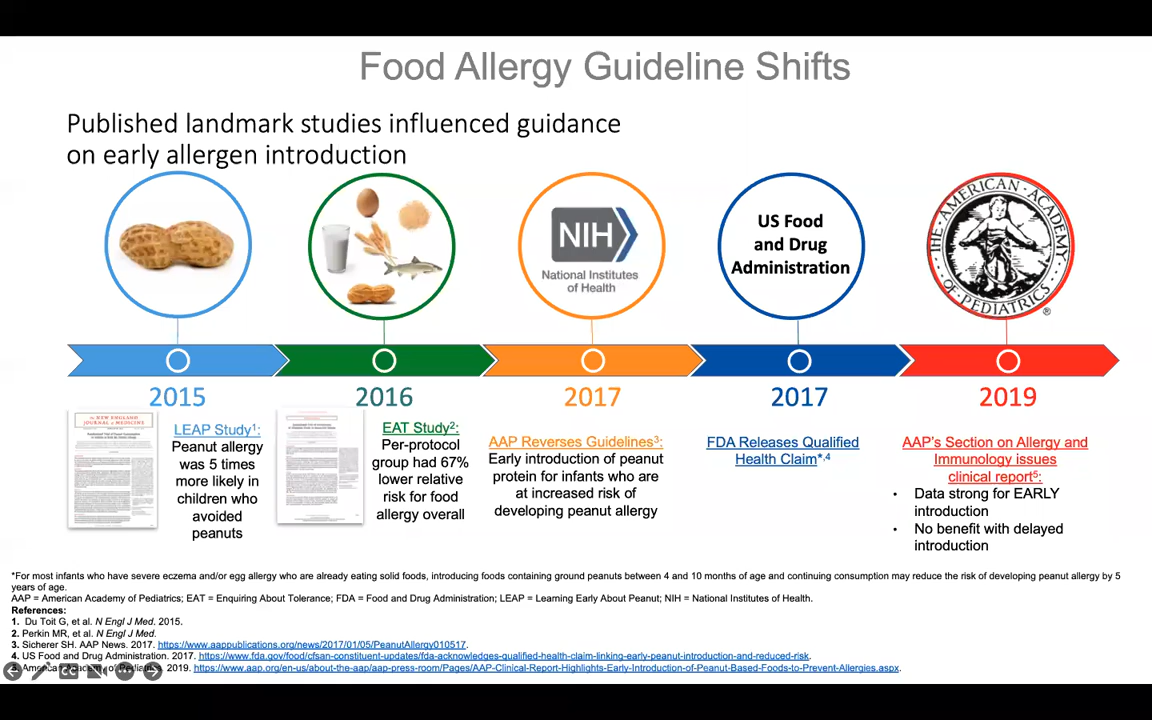 Food Allergy Guideline Shifts
Published landmark studies influenced guidance
on early allergen introduction
NIH
National Institutes
of Health
US Food
and Drug
Administration
THE AMERICAN ACADEMY OF PEDIATRICS
®
2015
2016
2017
2017
2019
The NEW ENGLAND
JOURNAL of MEDICINE
LEAP Study1:
Peanut allergy
was 5 times
more likely in
children who
avoided
peanuts
EAT Study2:
Per-protocol
group had 67%
lower relative
risk for food
allergy overall
AAP Reverses Guidelines3:
Early introduction of peanut
protein for infants who are
at increased risk of
developing peanut allergy
FDA Releases Qualified
Health Claim*,4
AAP's Section on Allergy and
Immunology issues
clinical report5:
• Data strong for EARLY
introduction
• No benefit with delayed
introduction
*For most infants who have severe eczema and/or egg allergy who are already eating solid foods, introducing foods containing ground peanuts between 4 and 10 months of age and continuing consumption may reduce the risk of developing peanut allergy by 5
years of age.
AAP = American Academy of Pediatrics; EAT = Enquiring About Tolerance; FDA = Food and Drug Administration; LEAP = Learning Early About Peanut; NIH = National Institutes of Health.
References:
1. Du Toit G, et al. N Engl J Med. 2015.
2. Perkin MR, et al. N Engl J Med.
3. Sicherer SH. AAP News. 2017. https://www.aappublications.org/news/2017/01/05/PeanutAllergy010517.
4. US Food and Drug Administration. 2017. https://www.fda.gov/food/cfsan-constituent-updates/fda-acknowledges-qualified-health-claim-linking-early-peanut-introduction-and-reduced-risk.
5. American Academy of Pediatrics. 2019. https://www.aap.org/en-us/about-the-aap/aap-press-room/Pages/AAP-Clinical-Report-Highlights-Early-Introduction-of-Peanut-Based-Foods-to-Prevent-Allergies.aspx.